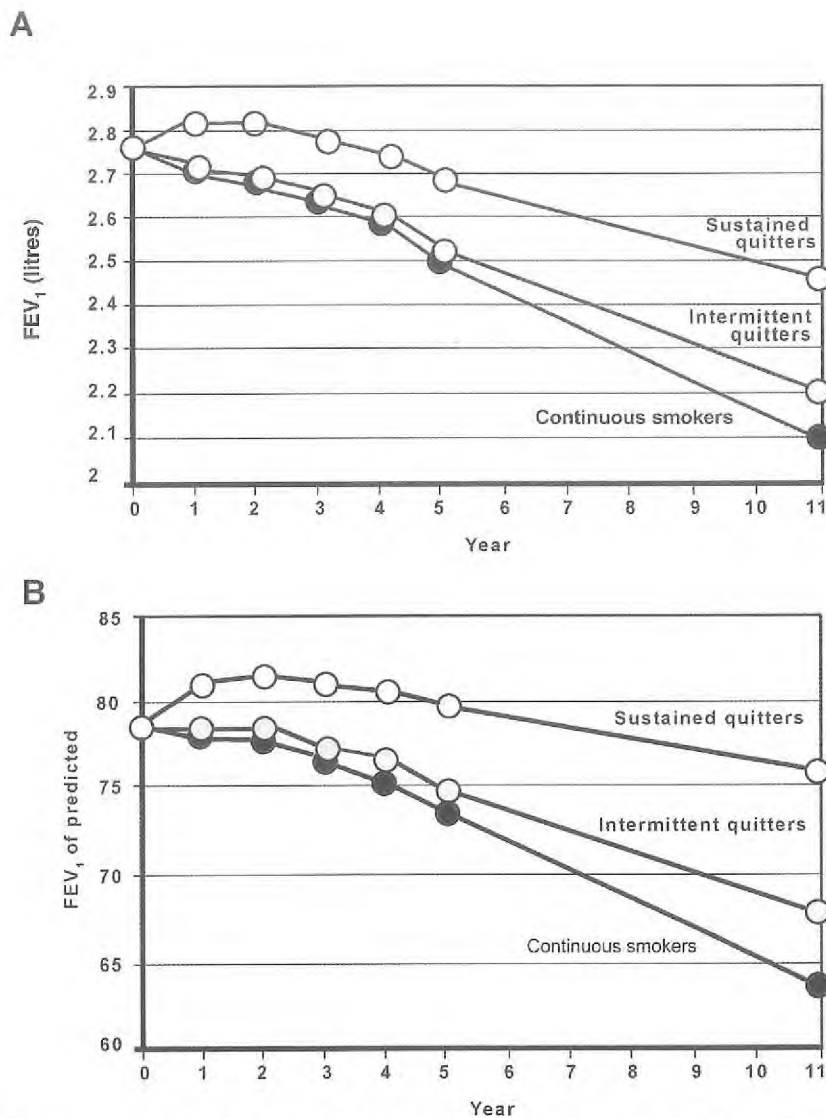 A
2.9
2.8
2.7
2.6
2.5
2.4
2.3
2.2
2.1
2
FEV₁ (litres)
Sustained
quitters
Intermittent
quitters
Continuous smokers
0 1 2 3 4 5 6 7 8 9 10 11
Year
B
85
80
75
70
65
60
FEV₁ of predicted
Sustained quitters
Intermittent quitters
Continuous smokers
0 1 2 3 4 5 6 7 8 9 10 11
Year